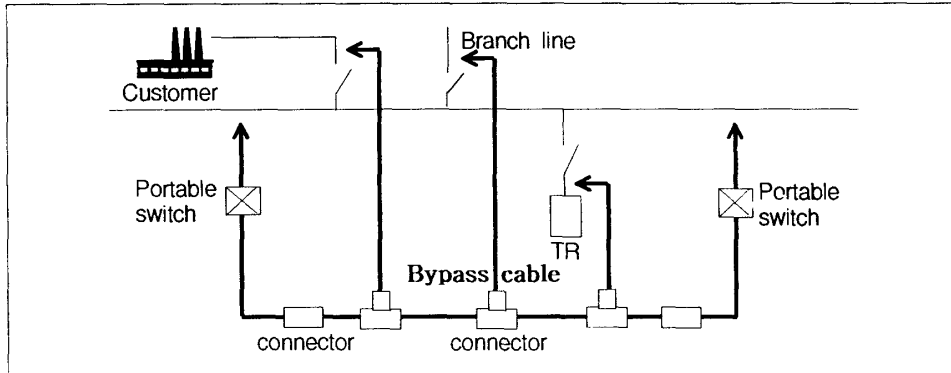 Branch line
Customer
Portable
switch
Portable
switch
TR
Bypass cable
connector
connector